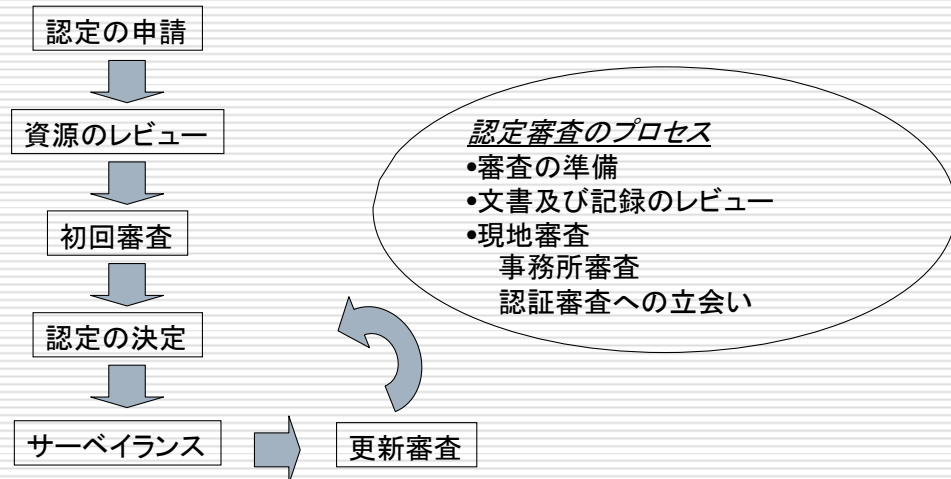 認定の申請
資源のレビュー
初回審査
認定の決定
サーベイランス
更新審査
認定審査のプロセス
•審査の準備
•文書及び記録のレビュー
•現地審査
事務所審査
認証審査への立会い